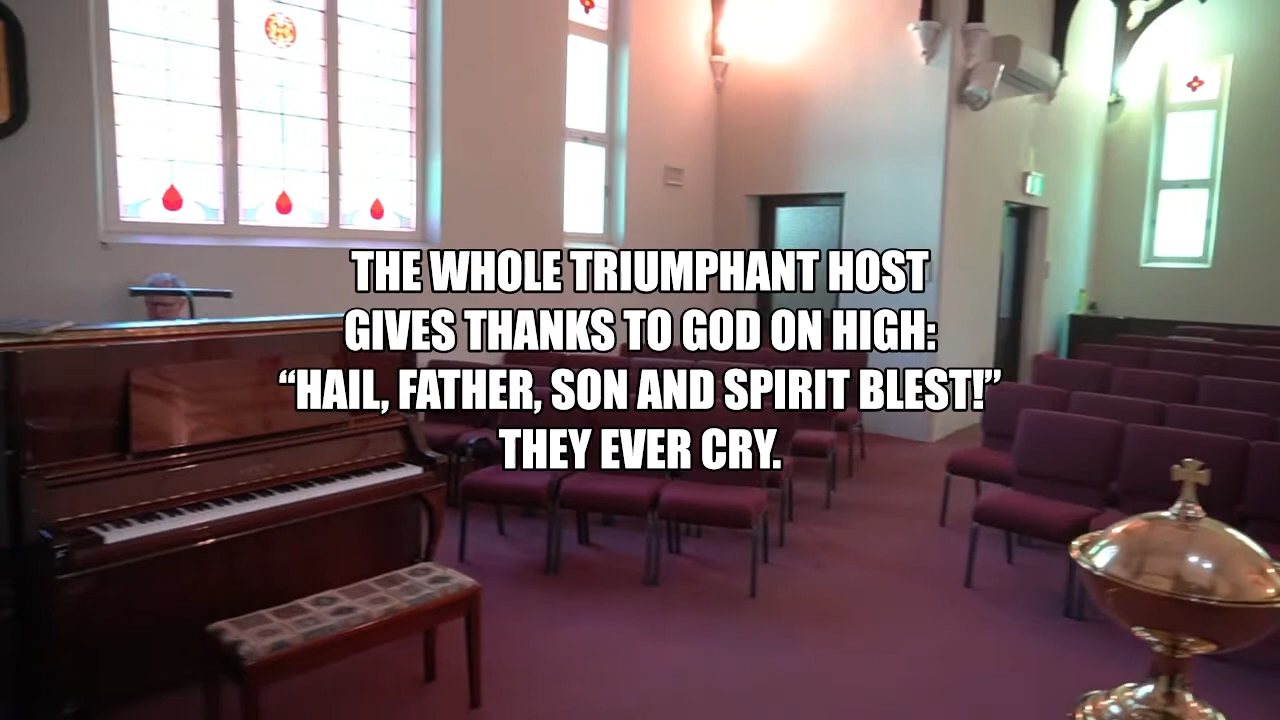 THE WHOLE TRIUMPHANT HOST
GIVES THANKS TO GOD ON HIGH:
“HAIL, FATHER, SON AND SPIRIT BLEST!”
THEY EVER CRY.